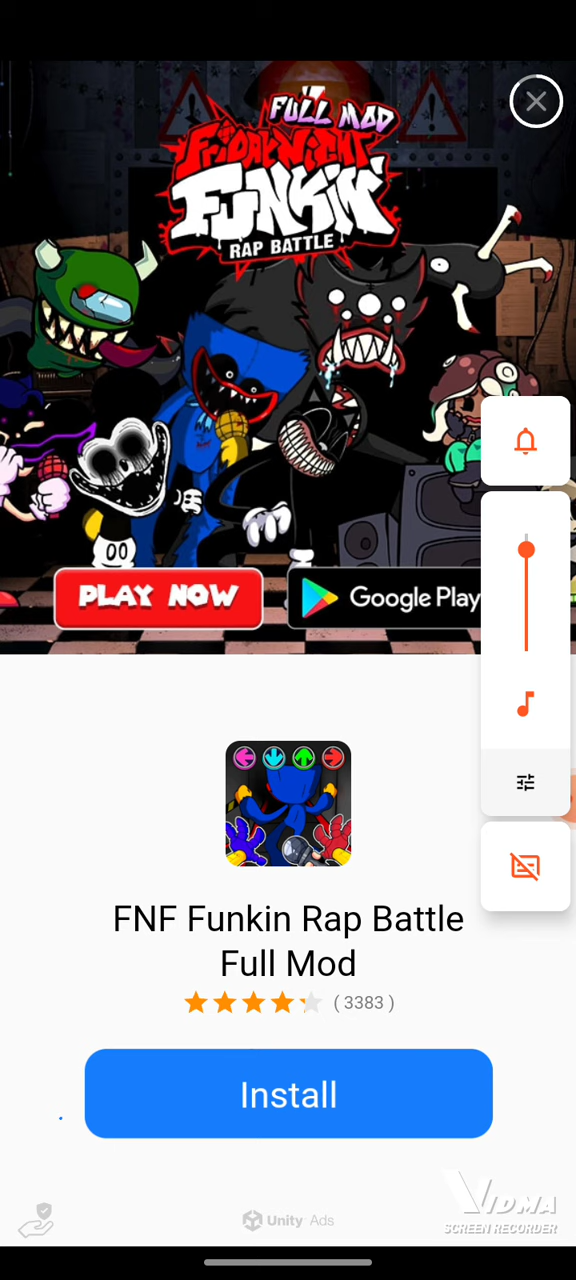 FULL MOD
FRIDAY NIGHT
FUNKIN'
RAP BATTLE
PLAY NOW
Google Play
FNF Funkin Rap Battle
Full Mod
( 3383 )
Install
Unity Ads
VIDMA
SCREEN RECORDER